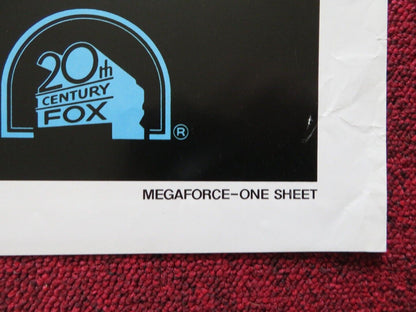 20th
CENTURY
FOX
®
MEGAFORCE-ONE SHEET